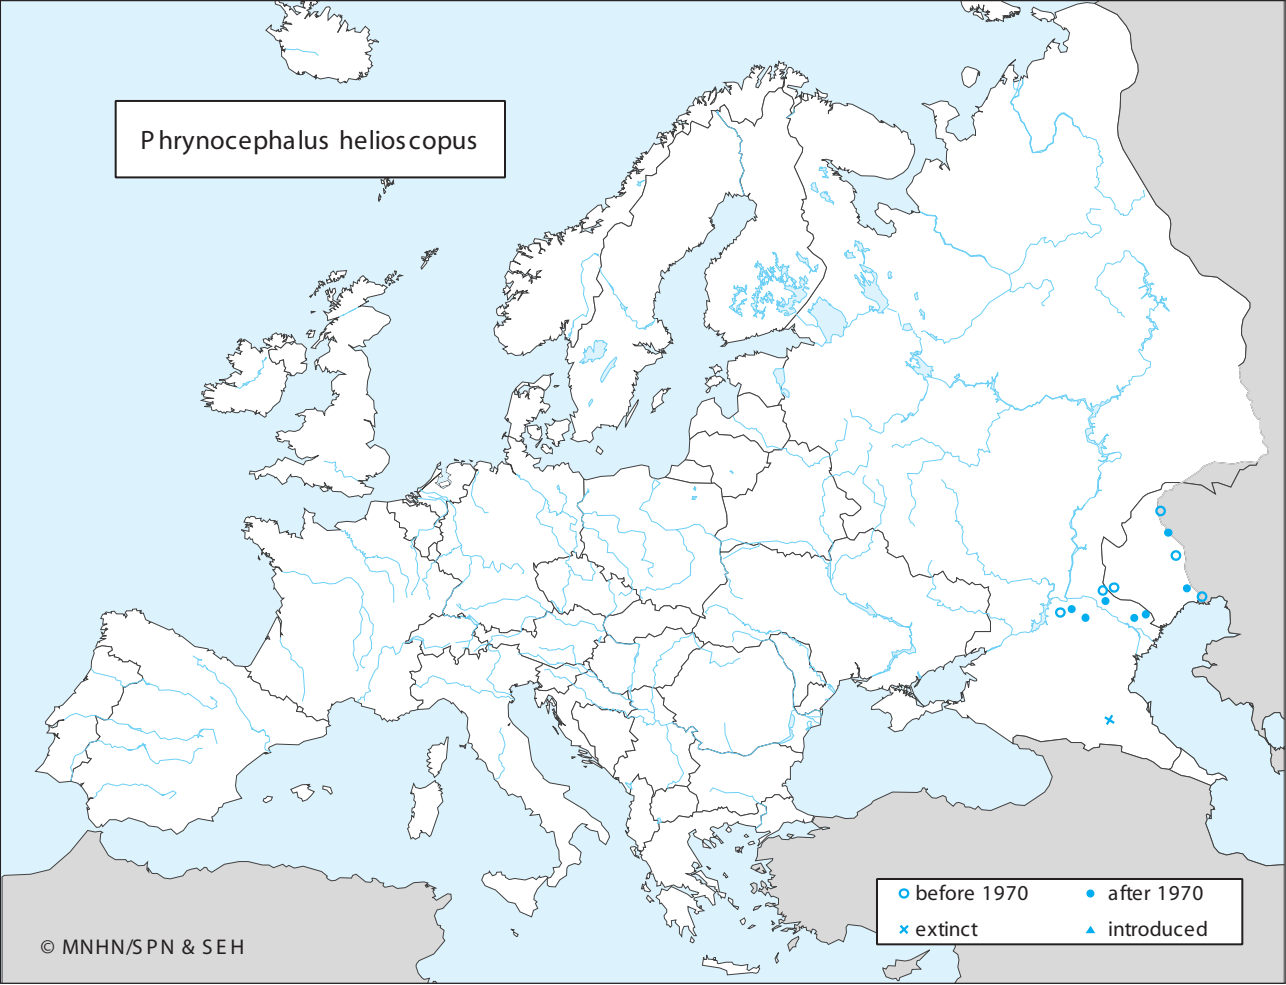 Phrynocephalus helioscopus
before 1970
after 1970
extinct
introduced
© MNHN/SPN & SEH